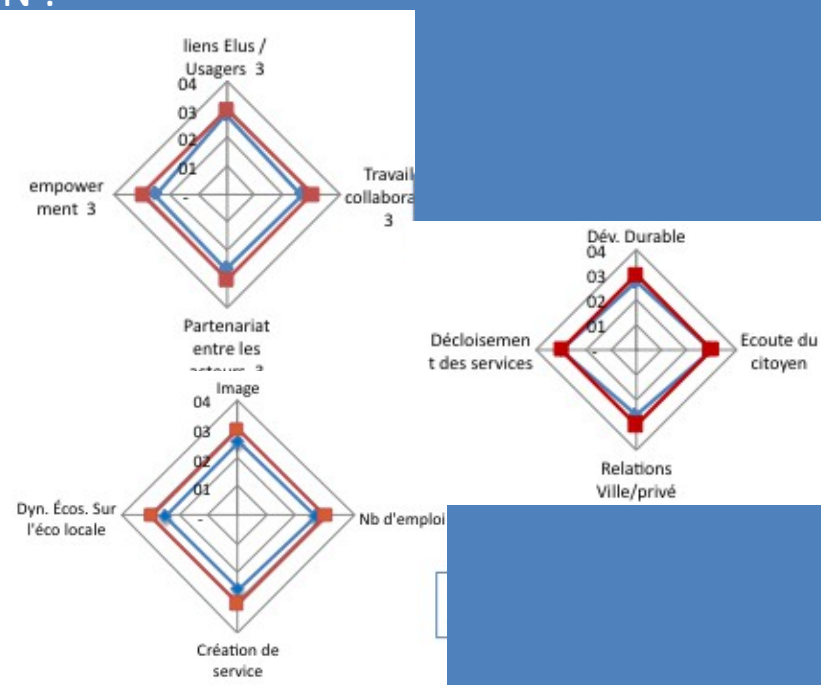 N :
liens Elus /
Usagers 3
04
03
02
01
-
empower
ment 3
Travail
collabora
3
Partenariat
entre les
acteurs 3
Dév. Durable
04
03
02
01
-
Décloisemen
t des services
Ecoute du
citoyen
Relations
Ville/privé
Image
04
03
02
01
-
Dyn. Écos. Sur
l'éco locale
Nb d'emploi
Création de
service